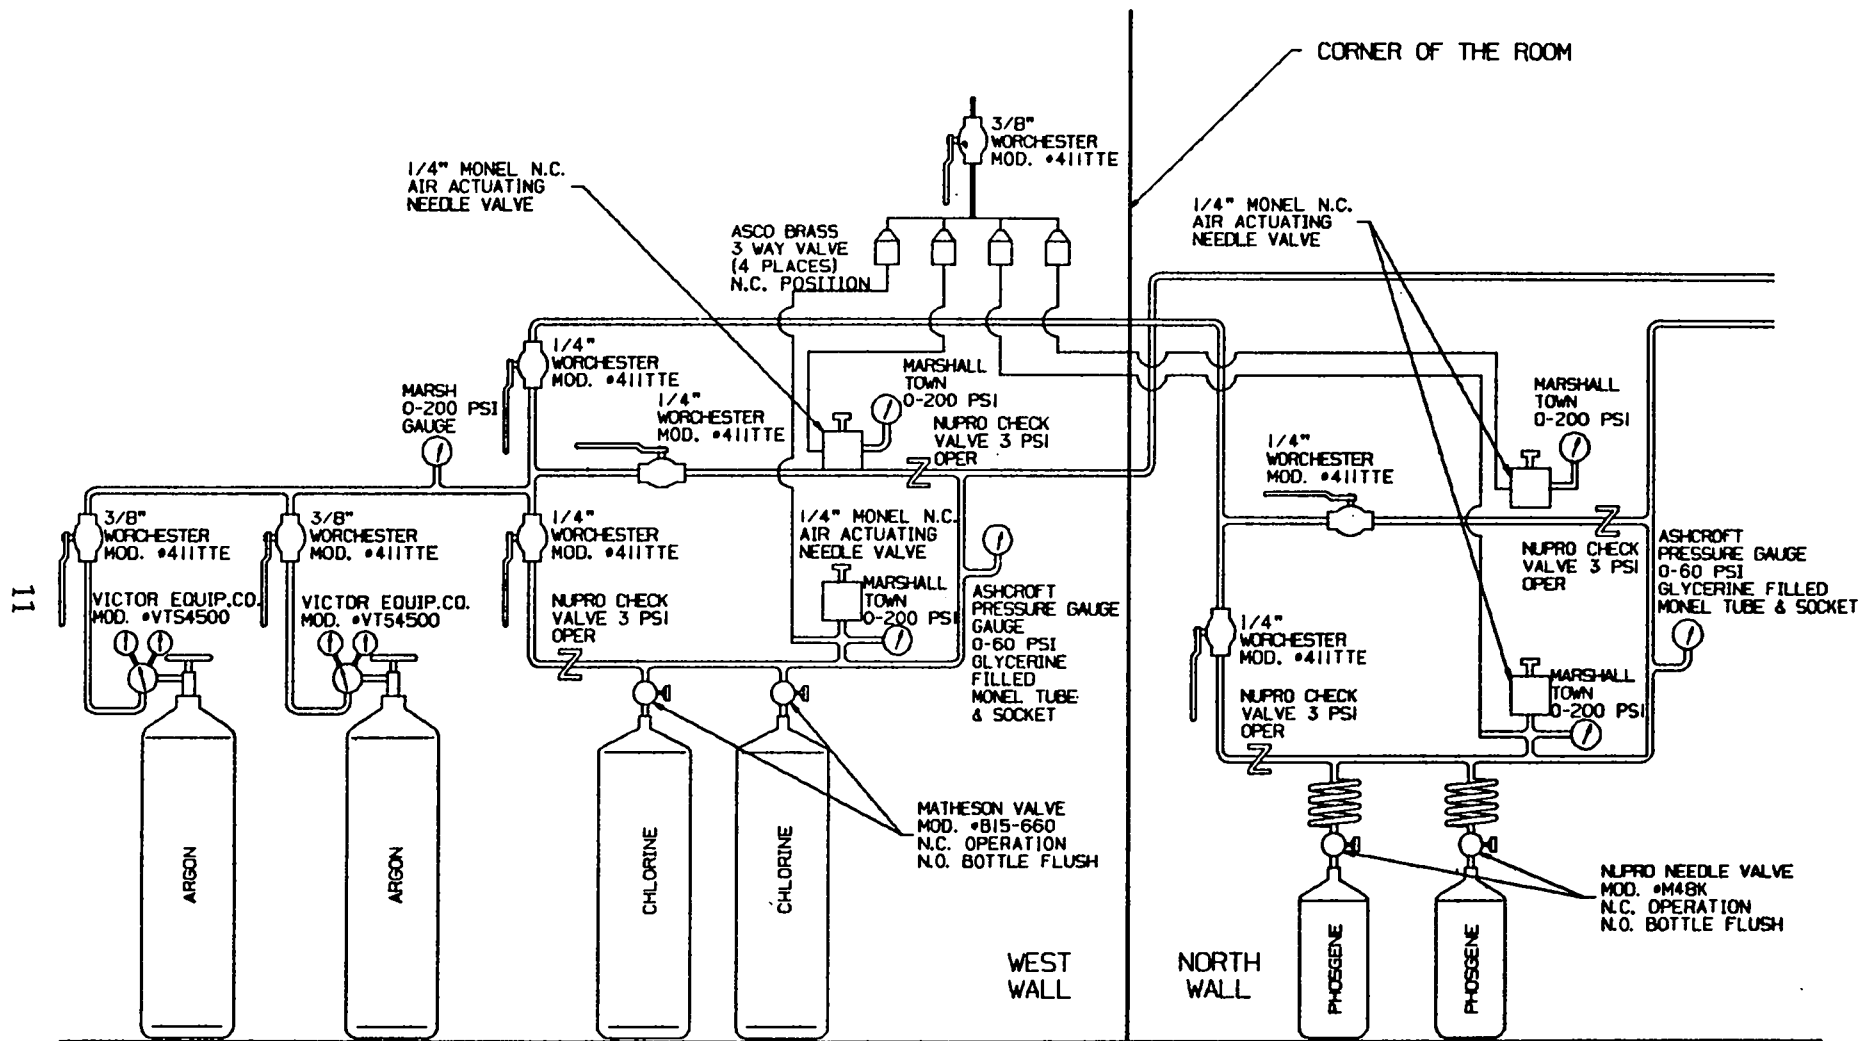 CORNER OF THE ROOM
3/8"
WORCHESTER
MOD. #411TTE
1/4" MONEL N.C.
AIR ACTUATING
NEEDLE VALVE
1/4" MONEL N.C.
AIR ACTUATING
NEEDLE VALVE
ASCO BRASS
3 WAY VALVE
(4 PLACES)
N.C. POSITION
1/4"
WORCHESTER
MOD. #411TTE
MARSH
0-200 PSI
GAUGE
1/4"
WORCHESTER
MOD. #411TTE
MARSHALL
TOWN
0-200 PSI
NUPRO CHECK
VALVE 3 PSI
OPER
MARSHALL
TOWN
0-200 PSI
1/4"
WORCHESTER
MOD. #411TTE
3/8"
WORCHESTER
MOD. #411TTE
3/8"
WORCHESTER
MOD. #411TTE
1/4"
WORCHESTER
MOD. #411TTE
1/4" MONEL N.C.
AIR ACTUATING
NEEDLE VALVE
NUPRO CHECK
VALVE 3 PSI
OPER
ASHCROFT
PRESSURE GAUGE
0-60 PSI
GLYCERINE FILLED
MONEL TUBE & SOCKET
11
VICTOR EQUIP.CO.
MOD. #VTS4500
VICTOR EQUIP.CO.
MOD. #VTS4500
NUPRO CHECK
VALVE 3 PSI
OPER
MARSHALL
TOWN
0-200 PSI
ASHCROFT
PRESSURE GAUGE
GAUGE
0-60 PSI
GLYCERINE
FILLED
MONEL TUBE
& SOCKET
1/4"
WORCHESTER
MOD. #411TTE
NUPRO CHECK
VALVE 3 PSI
OPER
MARSHALL
TOWN
0-200 PSI
MATHESON VALVE
MOD. #B15-660
N.C. OPERATION
N.O. BOTTLE FLUSH
NUPRO NEEDLE VALVE
MOD. #M48K
N.C. OPERATION
N.O. BOTTLE FLUSH
ARGON
ARGON
CHLORINE
CHLORINE
PHOSGENE
PHOSGENE
WEST
WALL
NORTH
WALL